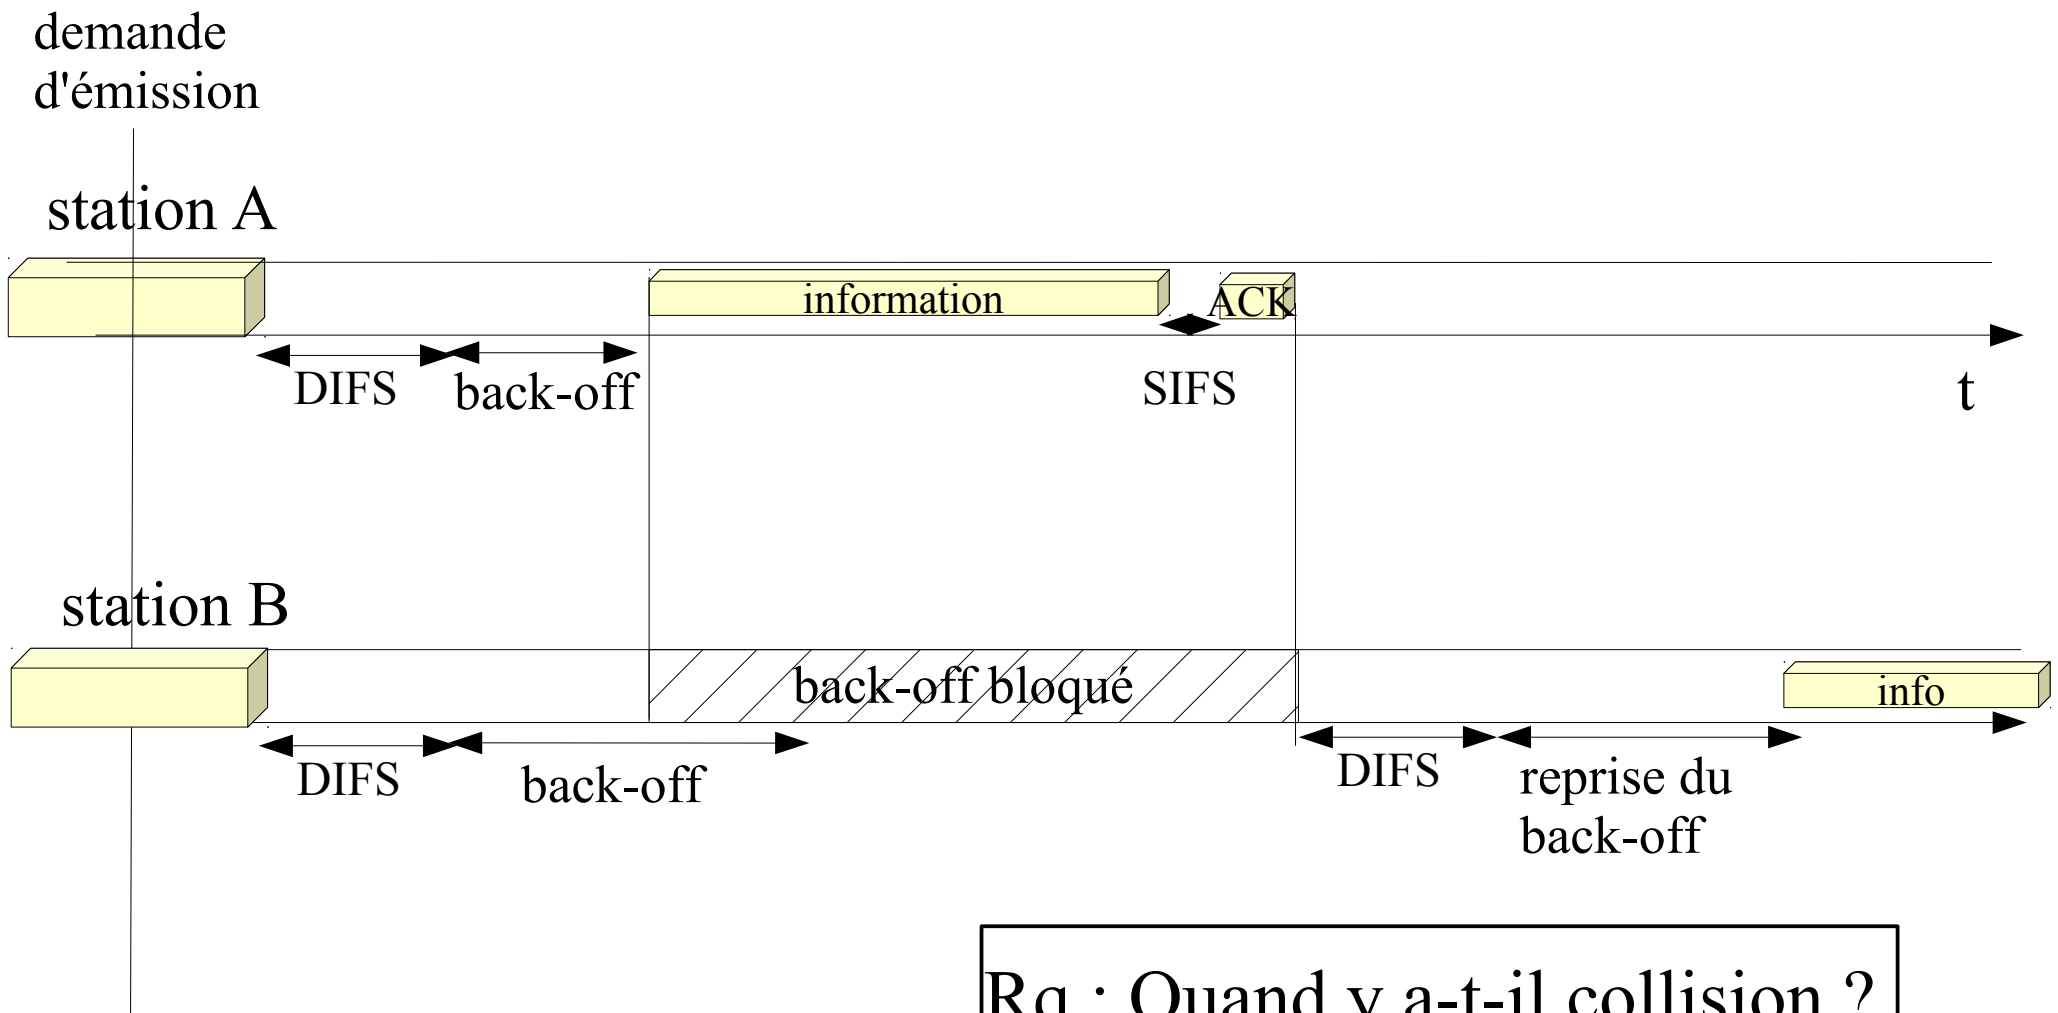 demande
d'émission
station A
information
ACK
DIFS
back-off
SIFS
t
station B
back-off bloqué
info
DIFS
back-off
DIFS
reprise du
back-off
Rq : Quand y a-t-il collision ?